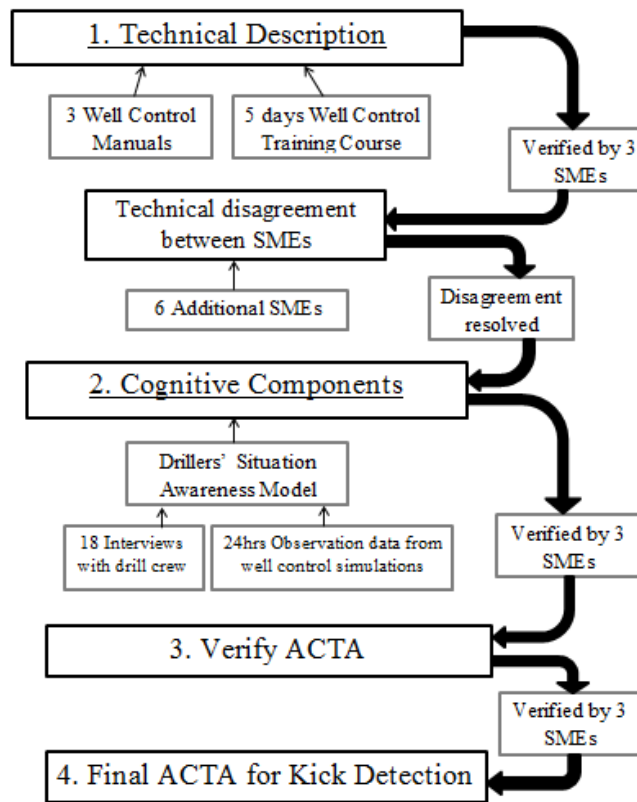 1. Technical Description
3 Well Control
Manuals
5 days Well Control
Training Course
Verified by 3
SMEs
Technical disagreement
between SMEs
6 Additional SMEs
Disagreement
resolved
2. Cognitive Components
Drillers' Situation
Awareness Model
18 Interviews
with drill crew
24hrs Observation data from
well control simulations
Verified by 3
SMEs
3. Verify ACTA
Verified by 3
SMEs
4. Final ACTA for Kick Detection